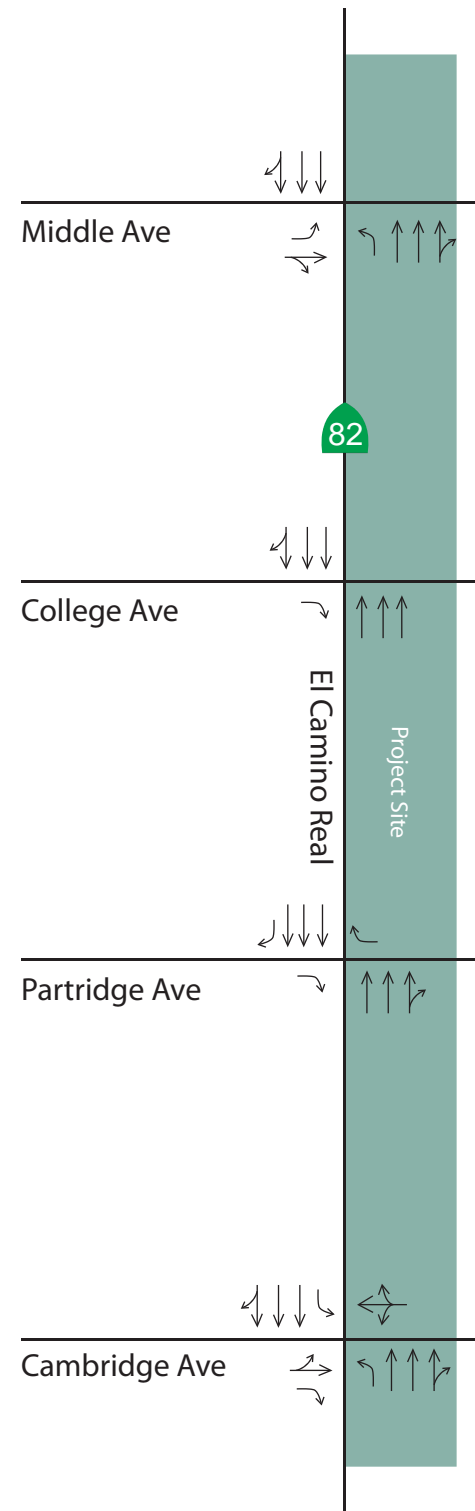 Middle Ave
82
College Ave
El Camino Real
Project Site
Partridge Ave
Cambridge Ave